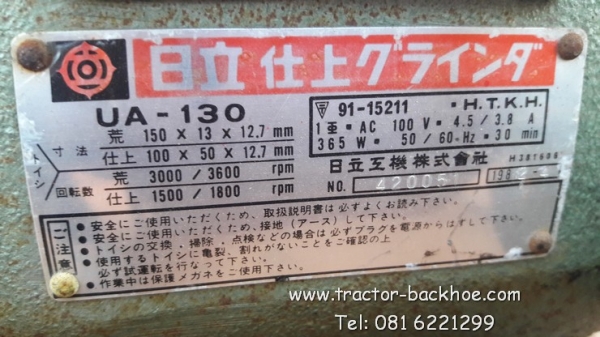 日立 仕上グラインダ
UA-130
トイシ 寸法 荒 150 × 13 × 12.7 mm
仕上 100 × 50 × 12.7 mm
回転数 荒 3000 / 3600 rpm
仕上 1500 / 1800 rpm
91-15211 ・H.T.K.H.
1φ・AC 100 V・4.5 / 3.8 A
365 W・50 / 60-Hz・30 min
日立工機株式會社
NO. 420051
ご注意
・安全にご使用いただくため、取扱説明書は必ずよくお読み下さい。
・安全にご使用いただくため、接地(アース)して下さい。
・トイシの交換、掃除、点検などの場合は必ずプラグを電源からはずして下さい。
・使用するトイシに亀裂、割れがないことをご確認の上
必ず試運転を行なって下さい。
・作業中は保護メガネをご使用下さい。
www.tractor-backhoe.com
Tel: 081 6221299